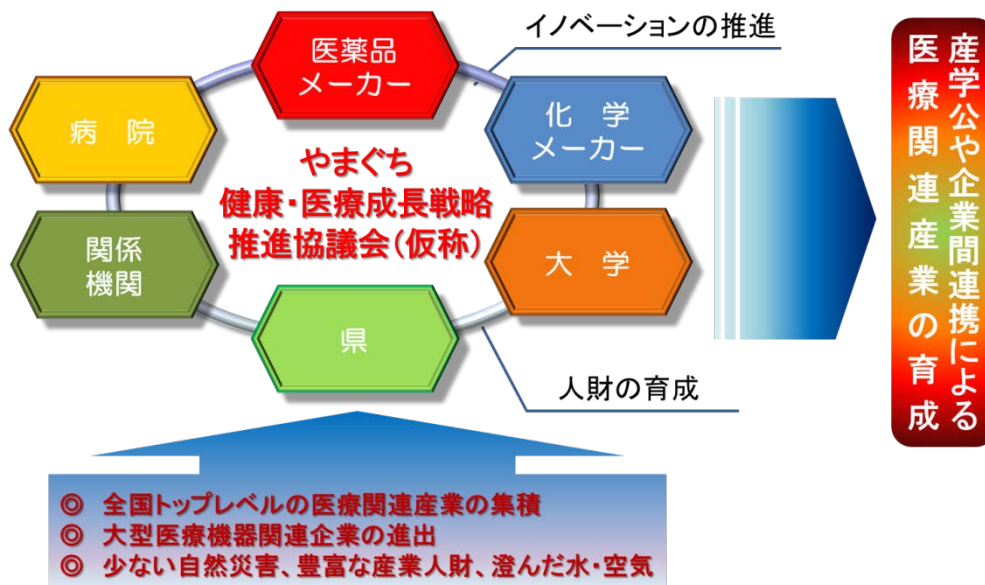 イノベーションの推進
医薬品
メーカー
病　院
化　学
メーカー
やまぐち
健康・医療成長戦略
推進協議会(仮称)
関係
機関
大　学
県
人財の育成
産学公や企業間連携による
医療関連産業の育成
◎ 全国トップレベルの医療関連産業の集積
◎ 大型医療機器関連企業の進出
◎ 少ない自然災害、豊富な産業人財、澄んだ水・空気